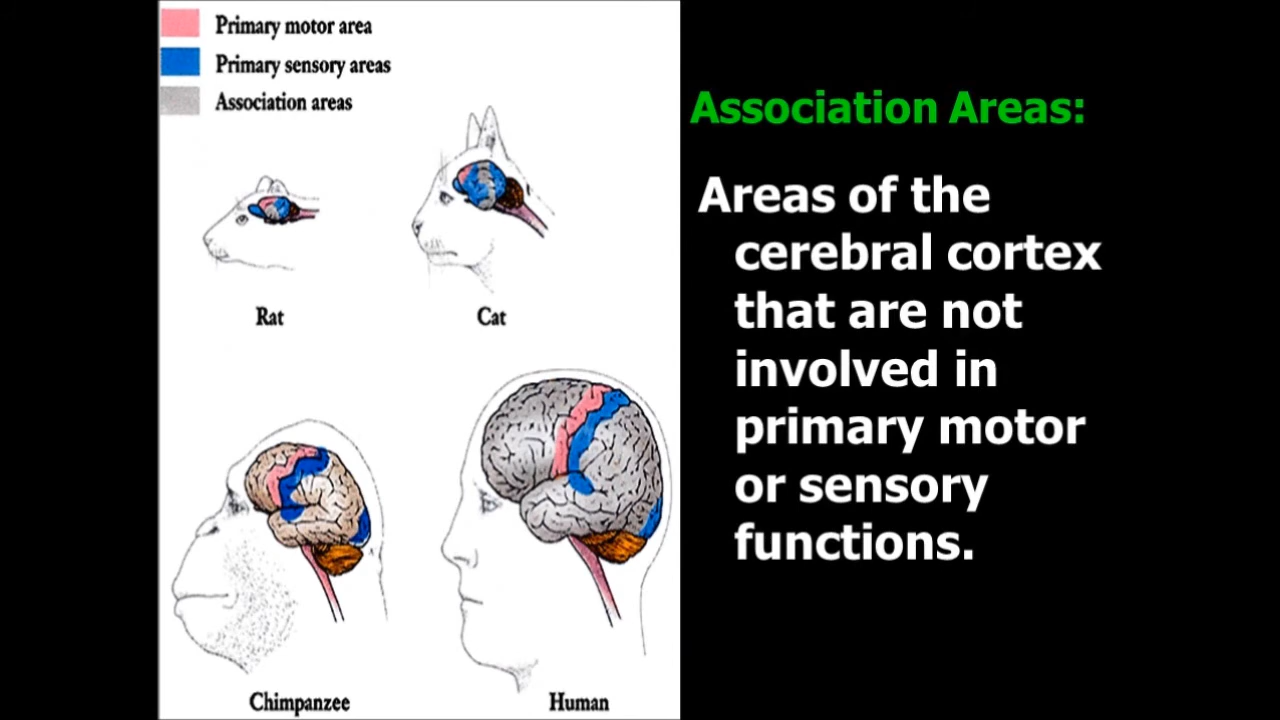 Primary motor area
Primary sensory areas
Association areas
Rat
Cat
Chimpanzee
Human
Association Areas:
Areas of the
cerebral cortex
that are not
involved in
primary motor
or sensory
functions.